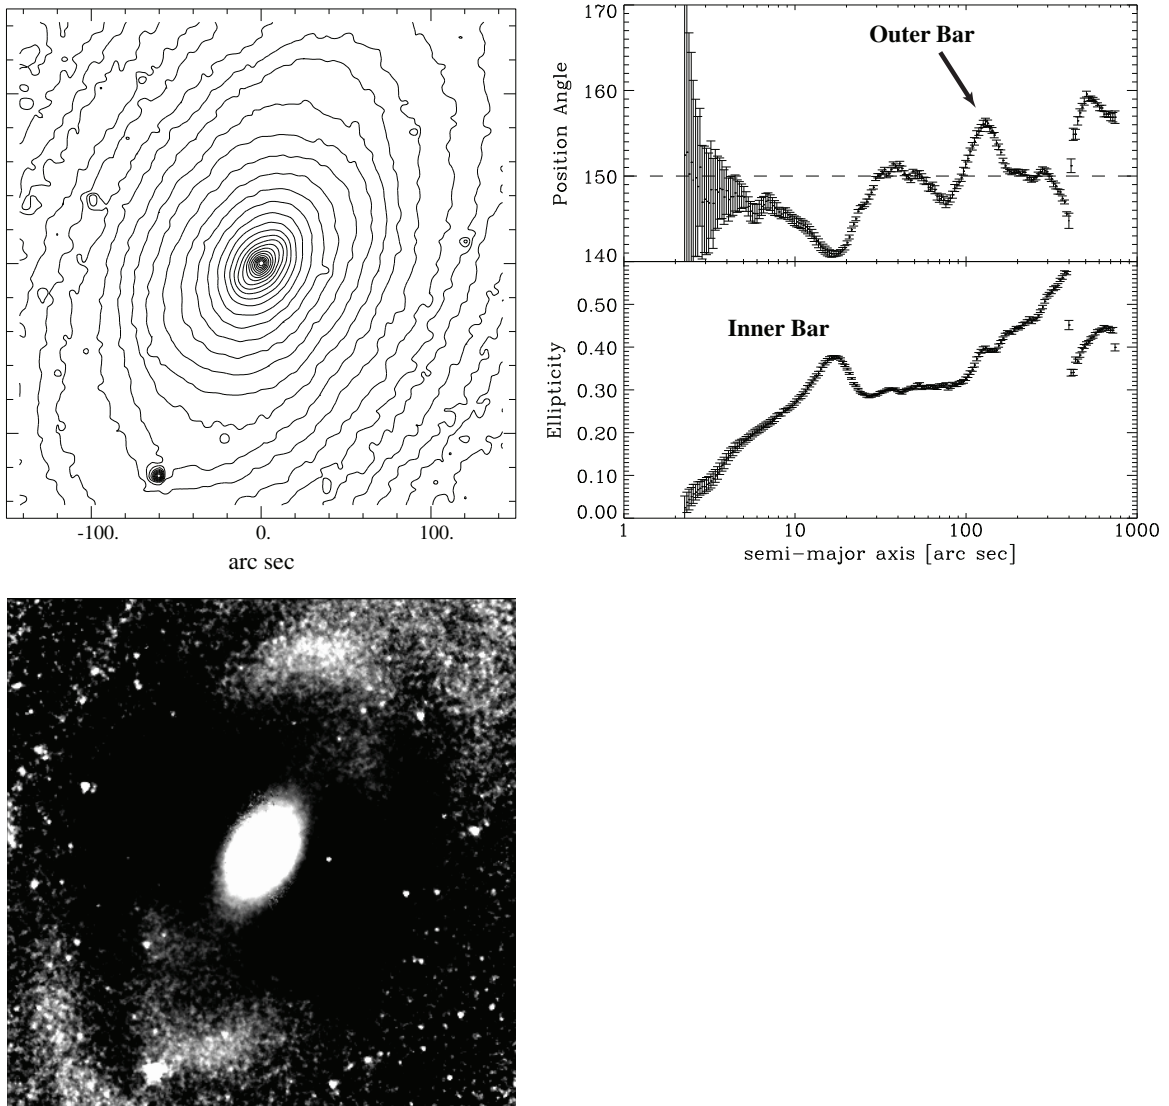 -100.
0.
100.
arc sec
170
160
150
140
Position Angle
Outer Bar
0.50
0.40
0.30
0.20
0.10
0.00
Ellipticity
Inner Bar
1
10
100
1000
semi-major axis [arc sec]